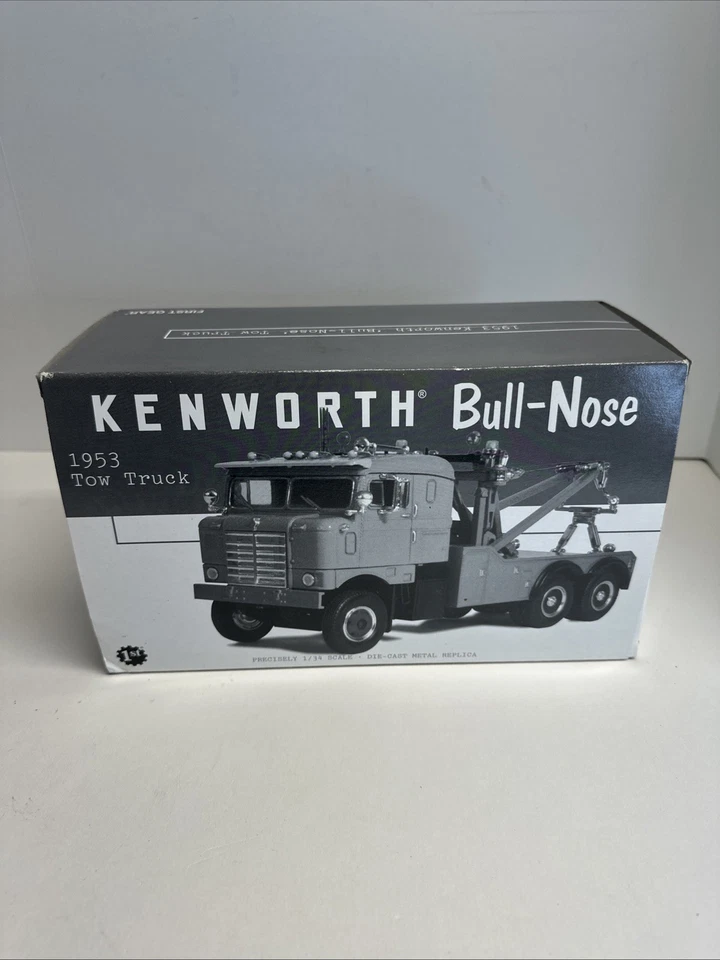 FIRST GEAR
1953 Kenworth 'Bull-Nose' Tow Truck
KENWORTH® Bull-Nose
1953
Tow Truck
1st
PRECISELY 1/34 SCALE - DIE-CAST METAL REPLICA